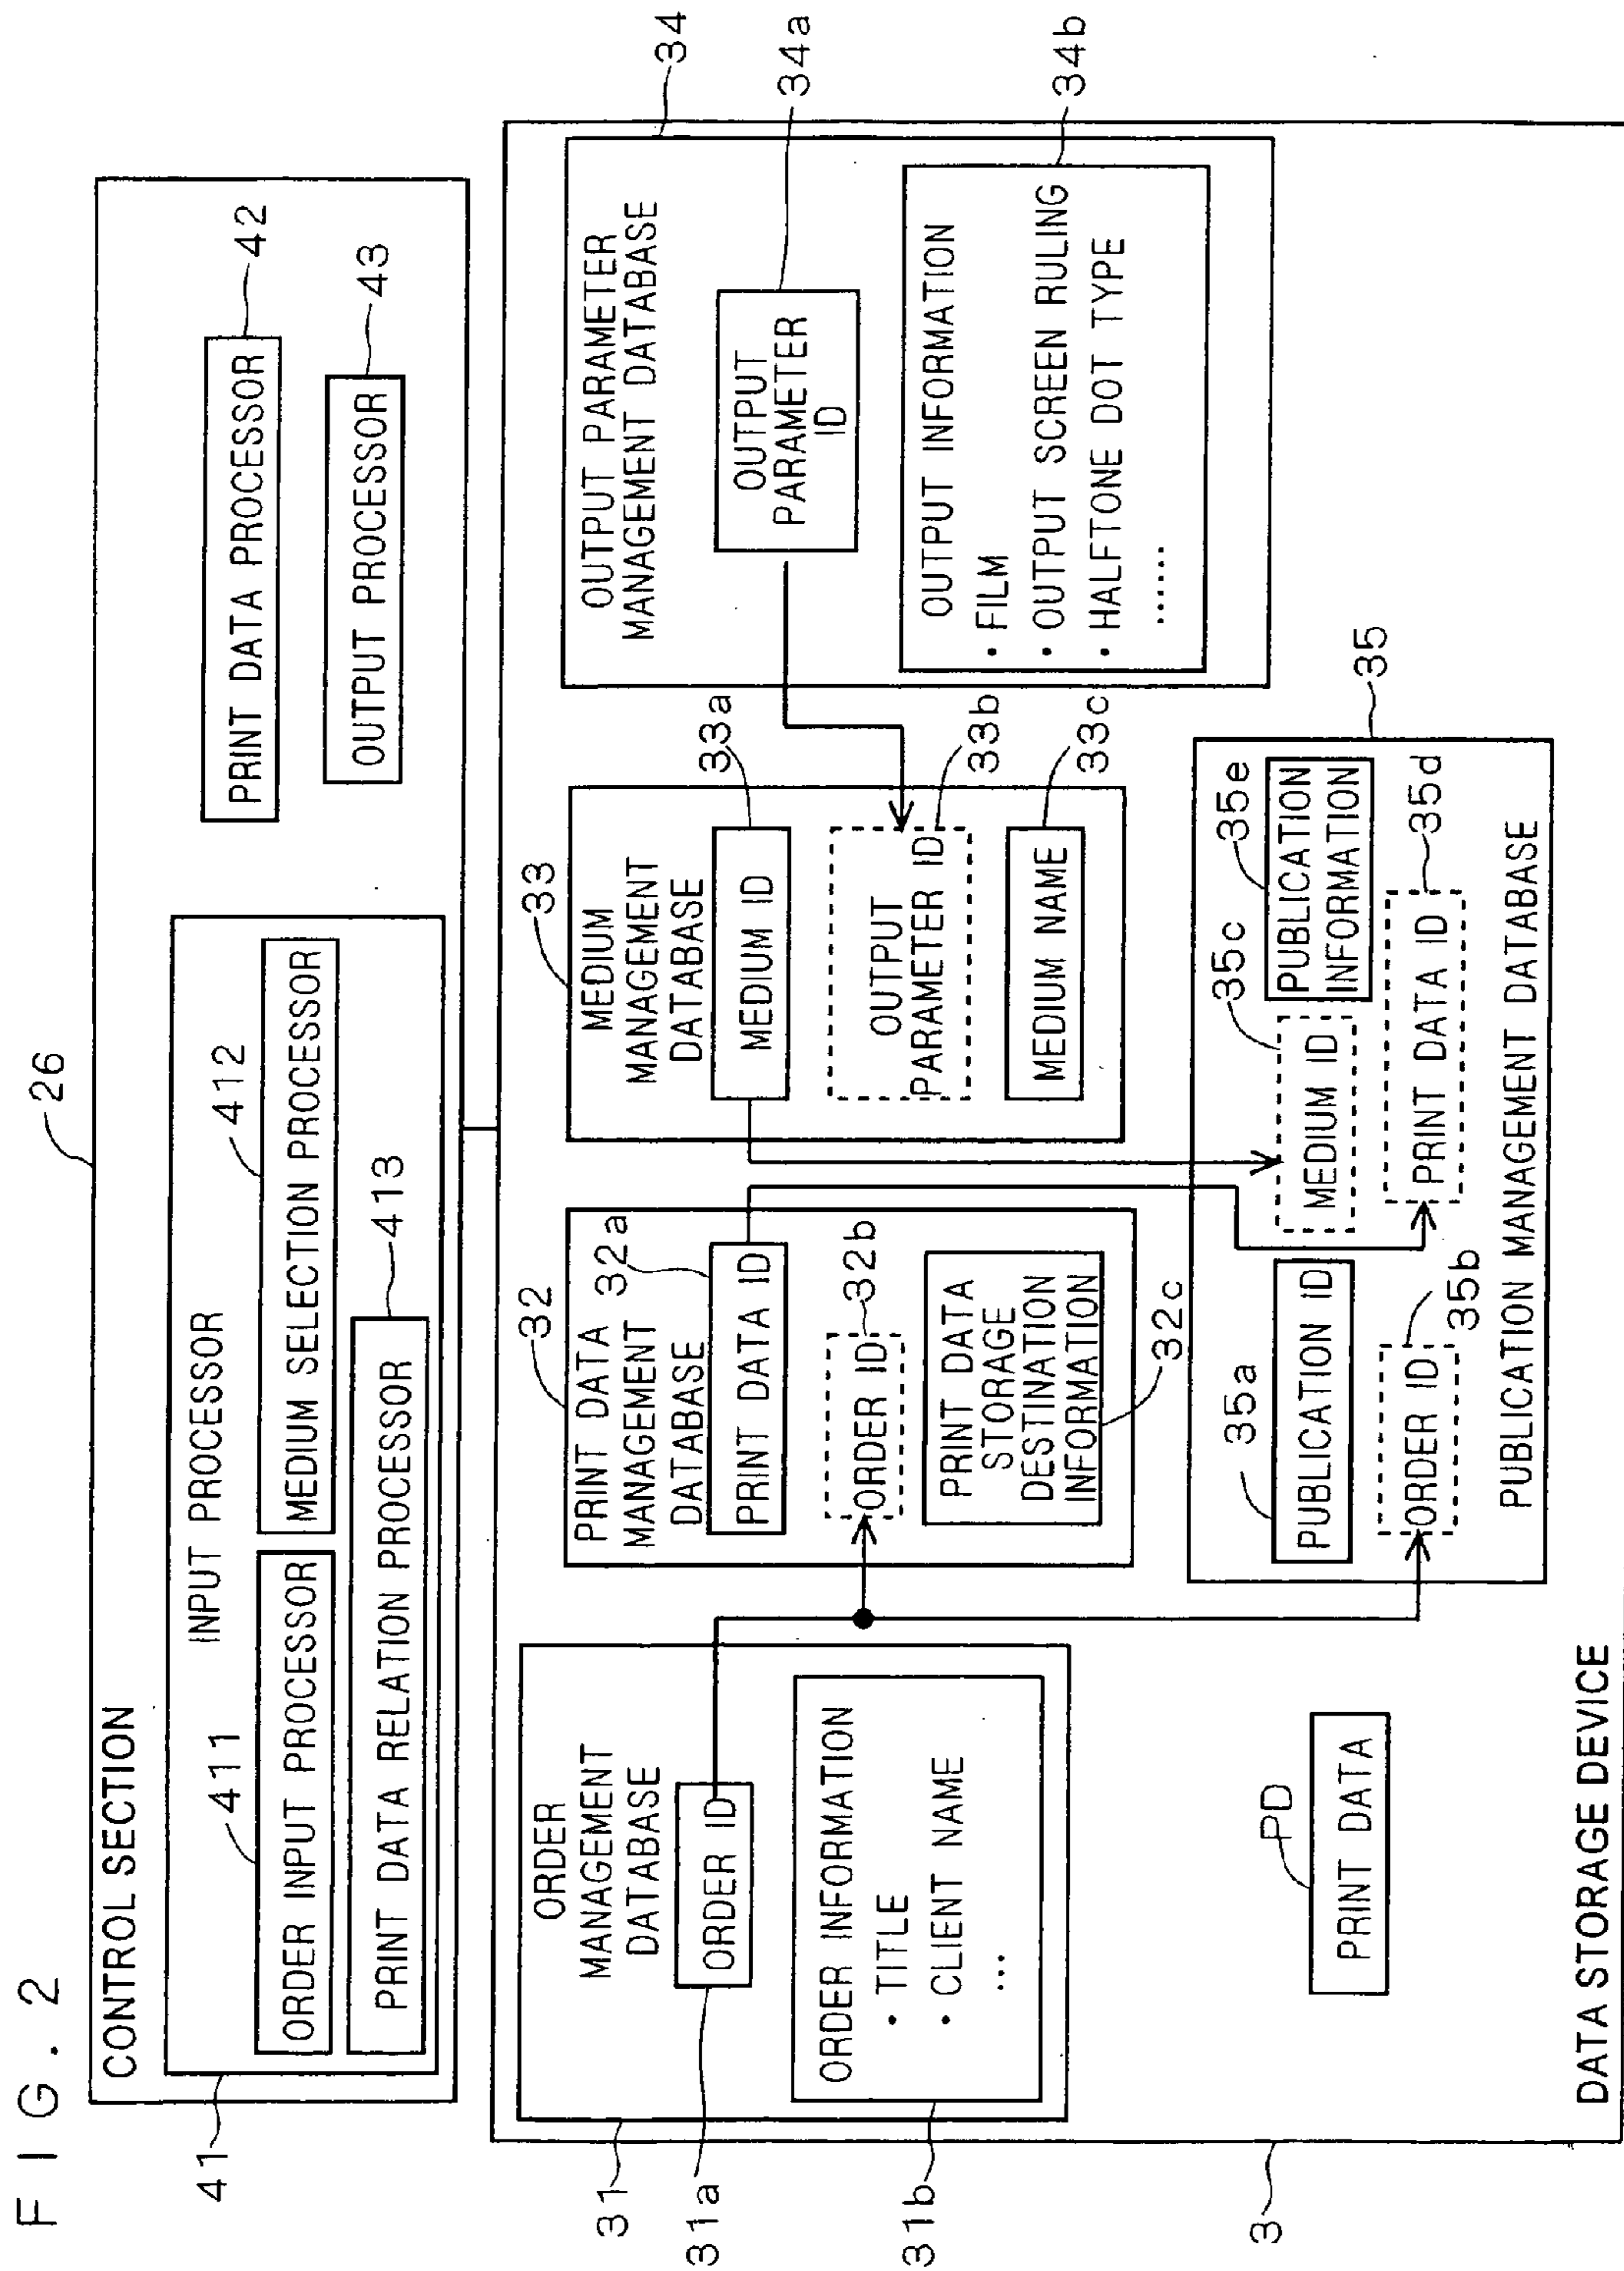 FIG. 2
26
CONTROL SECTION
41
INPUT PROCESSOR
411
ORDER INPUT PROCESSOR
412
MEDIUM SELECTION PROCESSOR
PRINT DATA RELATION PROCESSOR
413
PRINT DATA PROCESSOR
42
OUTPUT PROCESSOR
43
3
31
ORDER
MANAGEMENT
DATABASE
31a
ORDER ID
31b
ORDER INFORMATION
• TITLE
• CLIENT NAME
...
32
PRINT DATA
MANAGEMENT
DATABASE
32a
PRINT DATA ID
32b
ORDER ID
PRINT DATA
STORAGE
DESTINATION
INFORMATION
32c
33
MEDIUM
MANAGEMENT
DATABASE
33a
MEDIUM ID
OUTPUT
PARAMETER ID
33b
MEDIUM NAME
33c
34
OUTPUT PARAMETER
MANAGEMENT DATABASE
OUTPUT
PARAMETER
ID
34a
OUTPUT INFORMATION
• FILM
• OUTPUT SCREEN RULING
• HALFTONE DOT TYPE
......
34b
35
35a
PUBLICATION ID
ORDER ID
35b
35c
MEDIUM ID
35e
PUBLICATION
INFORMATION
PRINT DATA ID
35d
PUBLICATION MANAGEMENT DATABASE
PD
PRINT DATA
DATA STORAGE DEVICE